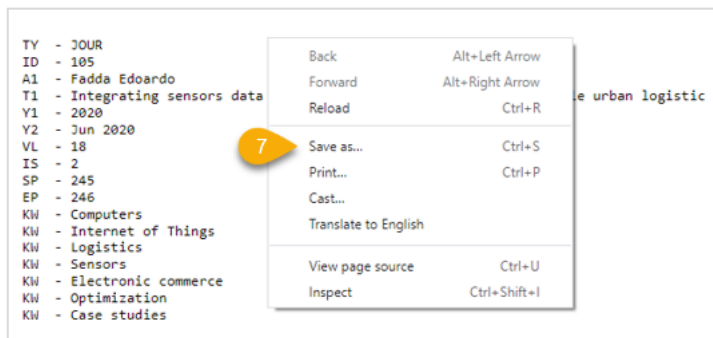 TY - JOUR
ID - 105
A1 - Fadda Edoardo
T1 - Integrating sensors data le urban logistic
Y1 - 2020
Y2 - Jun 2020
VL - 18
IS - 2
SP - 245
EP - 246
KW - Computers
KW - Internet of Things
KW - Logistics
KW - Sensors
KW - Electronic commerce
KW - Optimization
KW - Case studies
Back Alt+Left Arrow
Forward Alt+Right Arrow
Reload Ctrl+R
7
Save as... Ctrl+S
Print... Ctrl+P
Cast...
Translate to English
View page source Ctrl+U
Inspect Ctrl+Shift+I